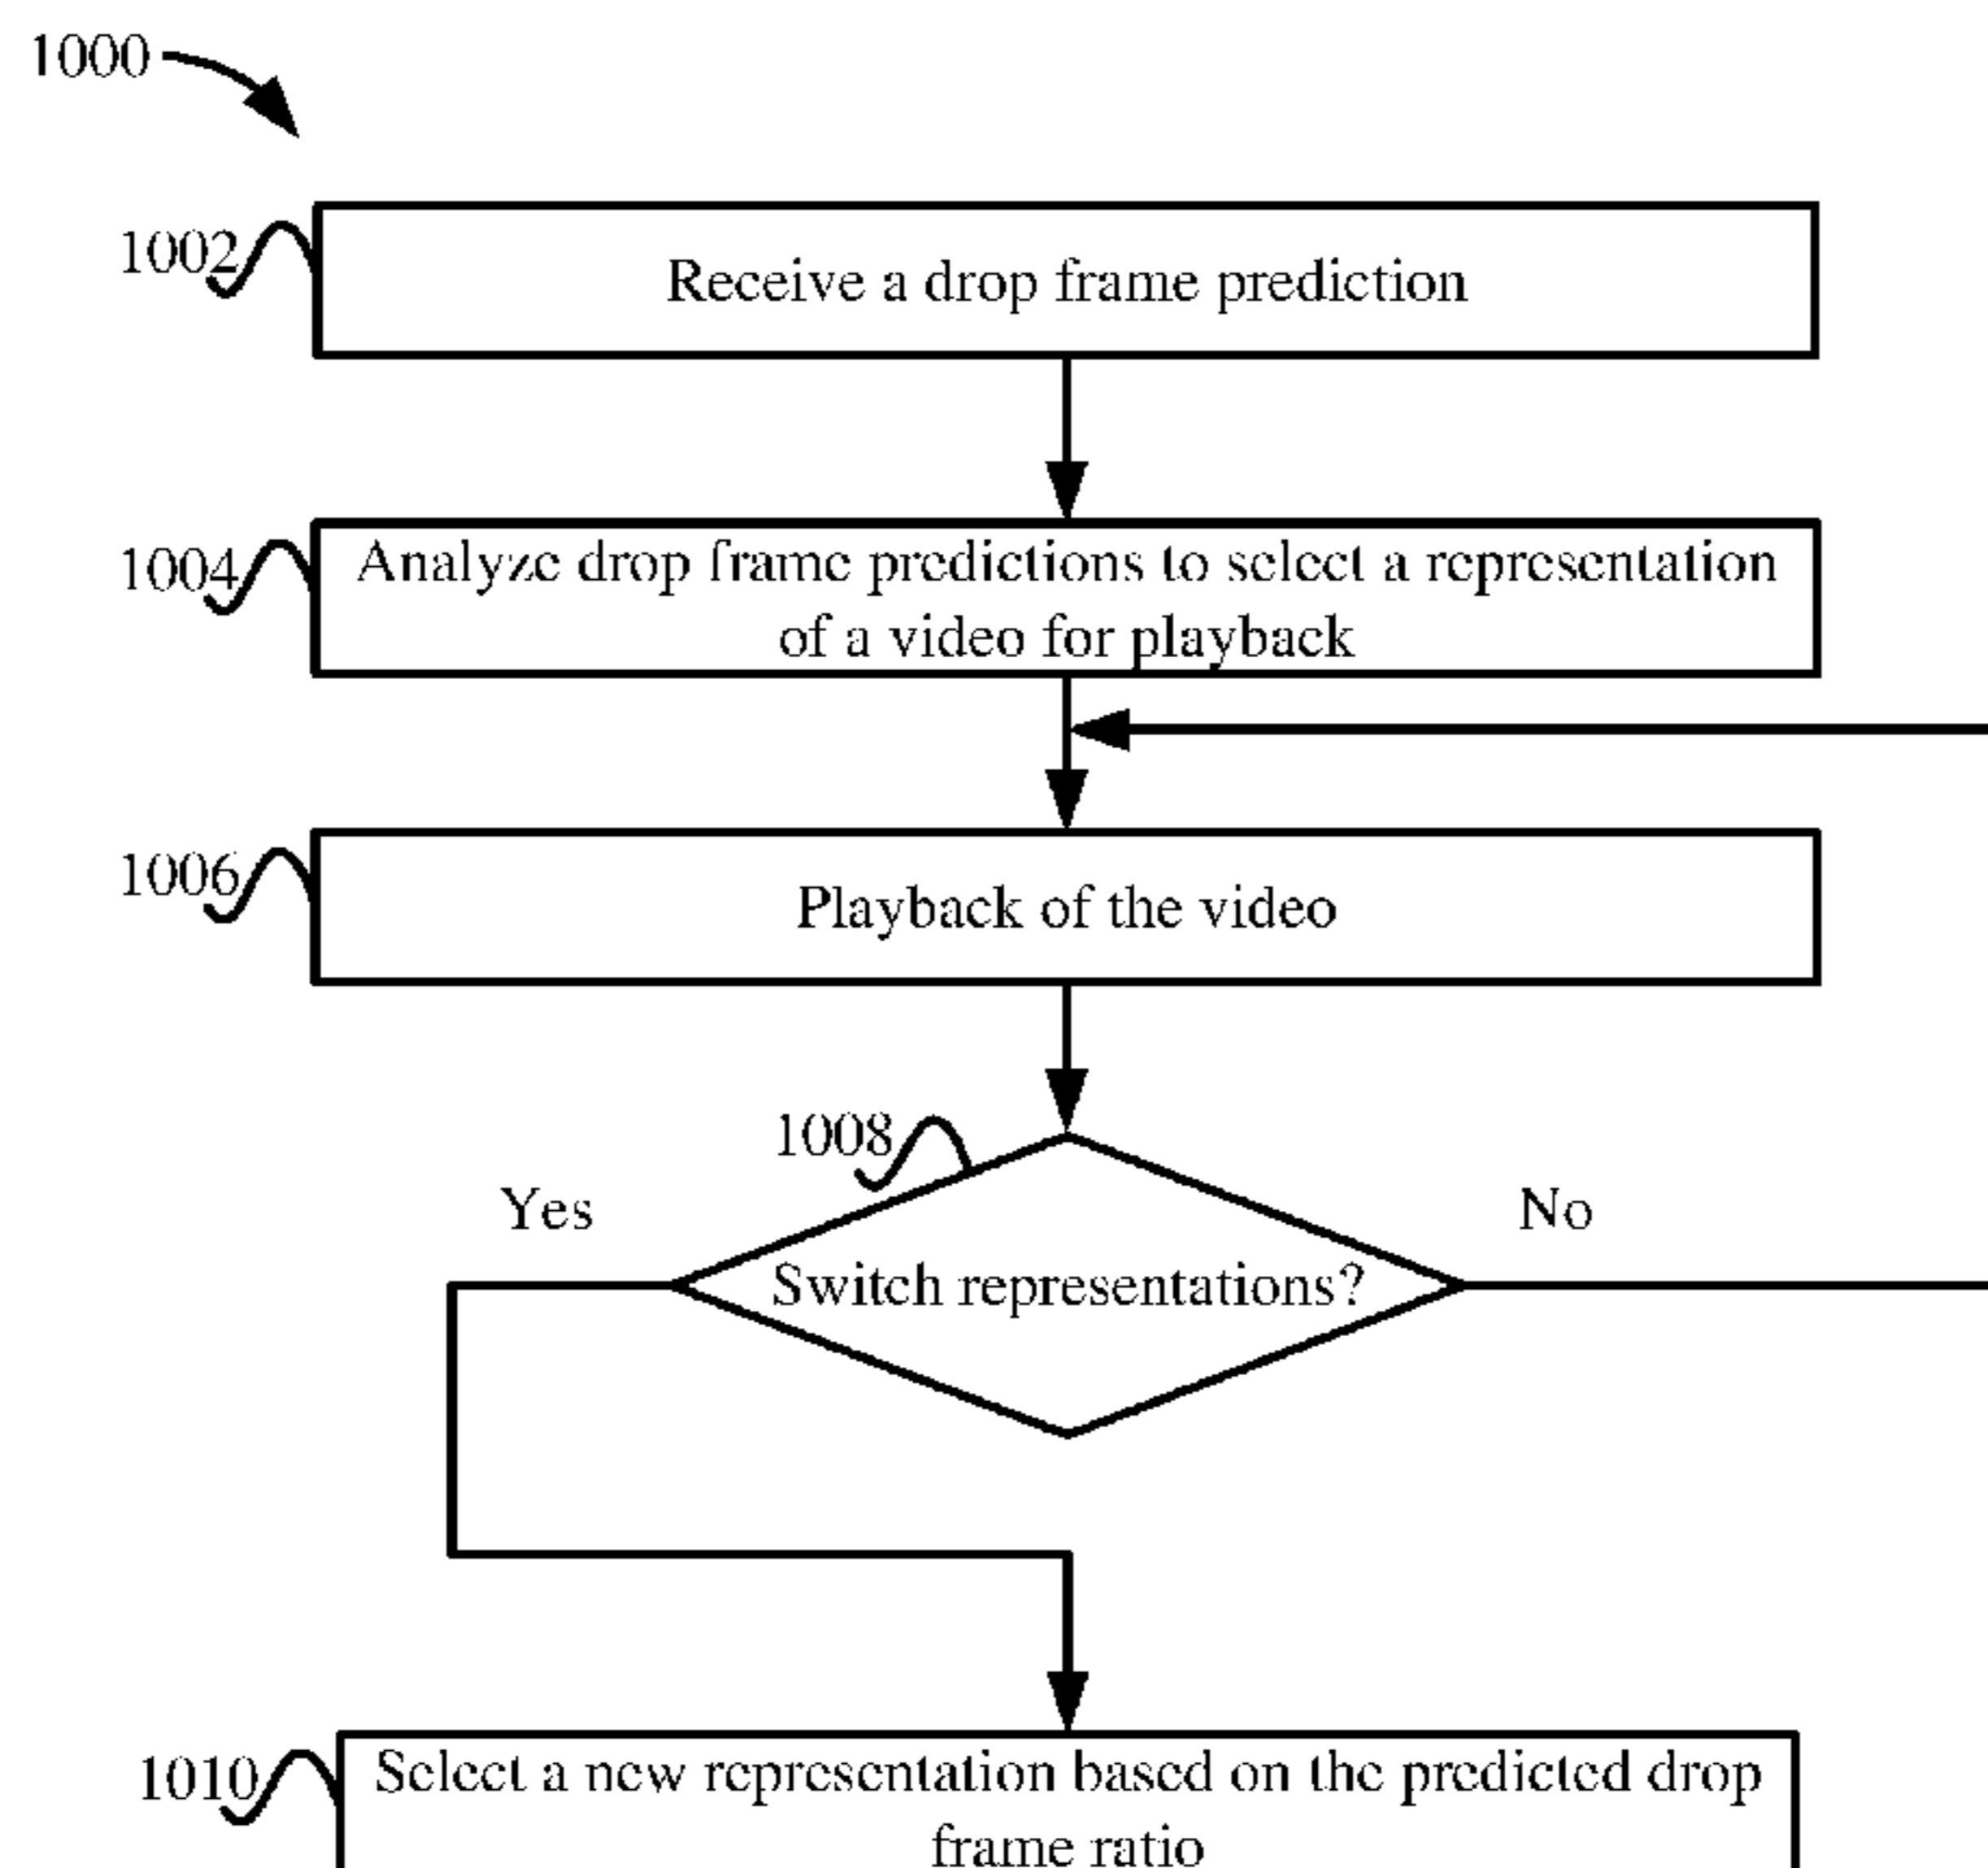 1000
1002
Receive a drop frame prediction
1004
Analyze drop frame predictions to select a representation
of a video for playback
1006
Playback of the video
1008
Yes
No
Switch representations?
1010
Select a new representation based on the predicted drop
frame ratio